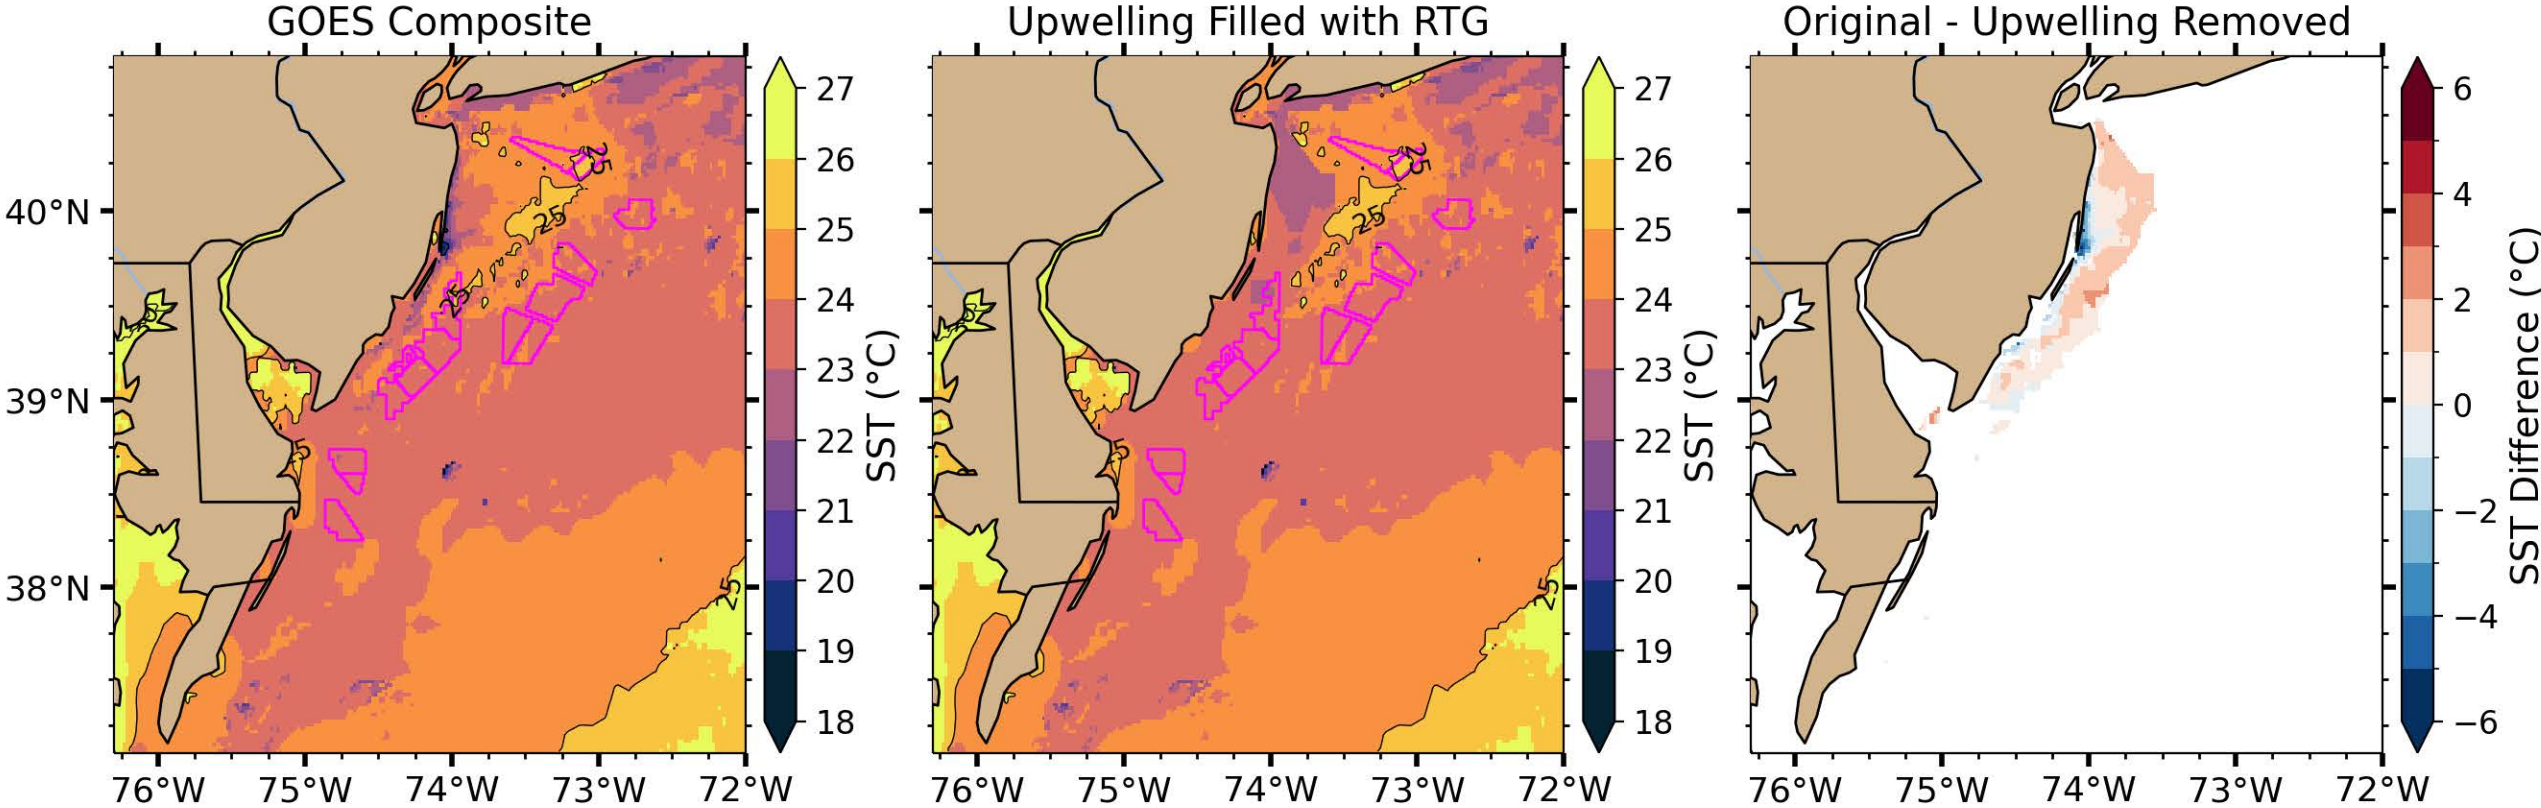 GOES Composite
Upwelling Filled with RTG
Original - Upwelling Removed
40°N
39°N
38°N
76°W
75°W
74°W
73°W
72°W
25
25
25
25
27
26
25
24
23
22
21
20
19
18
SST (°C)
76°W
75°W
74°W
73°W
72°W
25
25
25
27
26
25
24
23
22
21
20
19
18
SST (°C)
76°W
75°W
74°W
73°W
72°W
6
4
2
0
−2
−4
−6
SST Difference (°C)